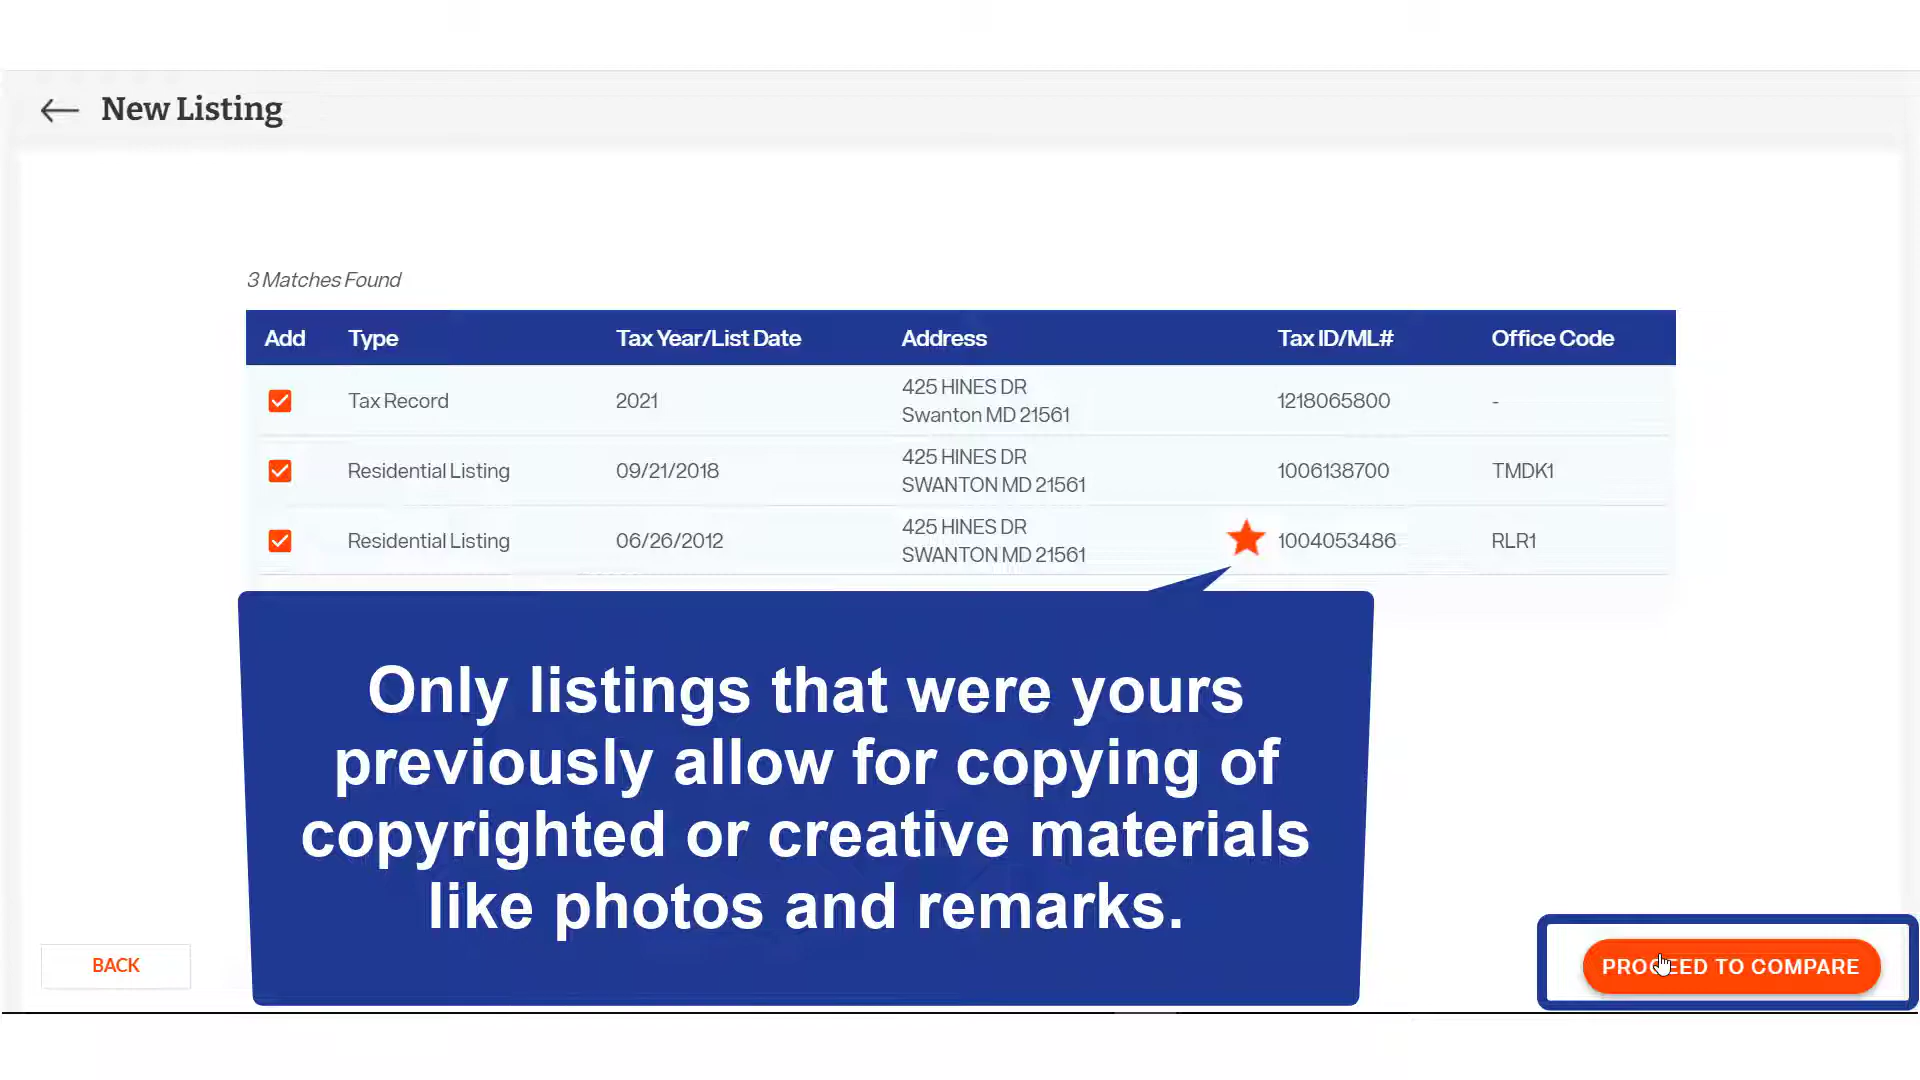 New Listing
3 Matches Found
Add Type Tax Year/List Date Address Tax ID/ML# Office Code
Tax Record 2021 425 HINES DR Swanton MD 21561 1218065800 -
Residential Listing 09/21/2018 425 HINES DR SWANTON MD 21561 1006138700 TMDK1
Residential Listing 06/26/2012 425 HINES DR SWANTON MD 21561 1004053486 RLR1
Only listings that were yours
previously allow for copying of
copyrighted or creative materials
like photos and remarks.
BACK
PROCEED TO COMPARE